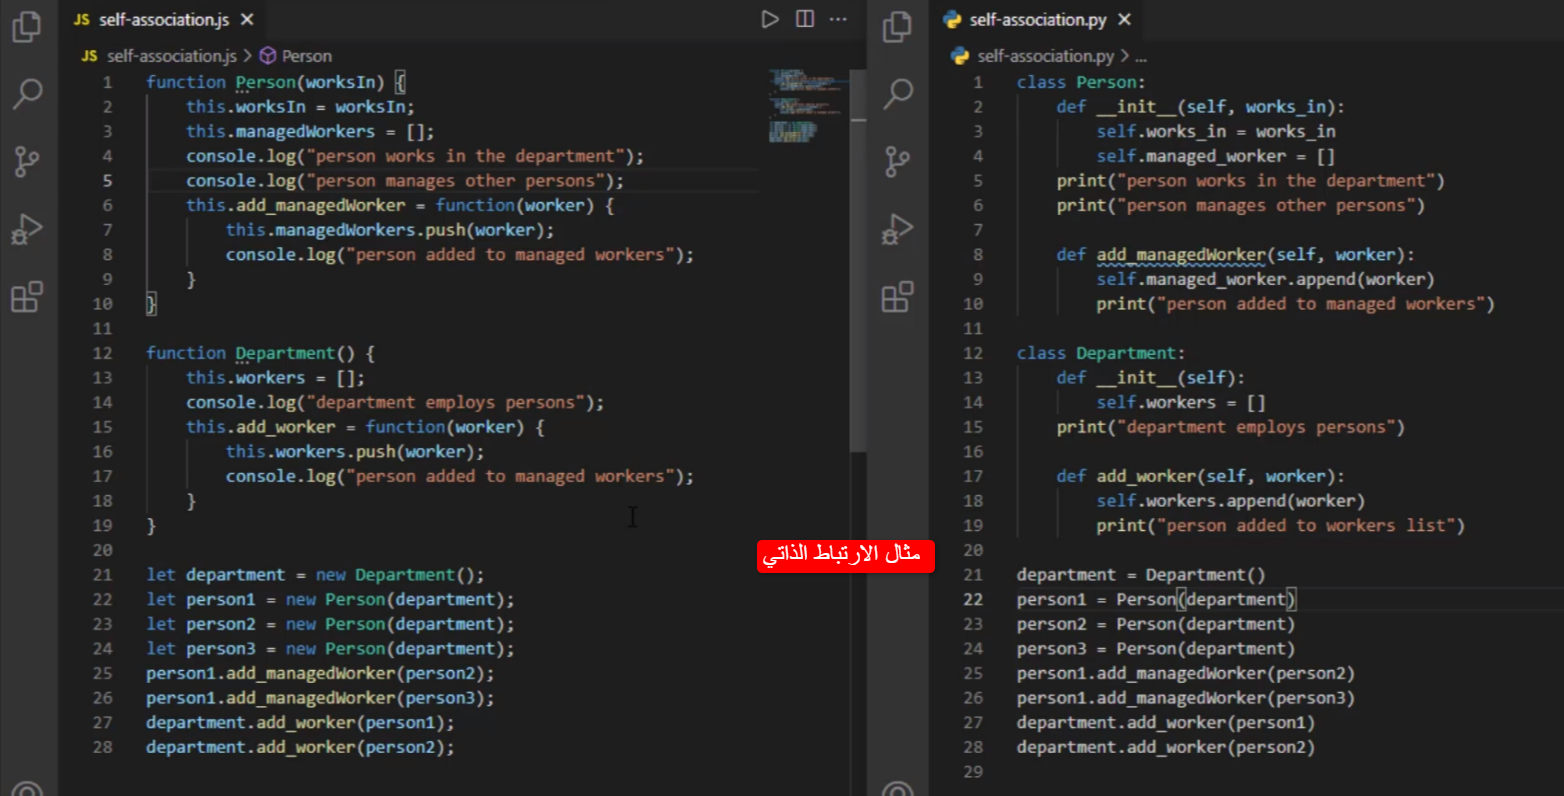 JS self-association.js
JS self-association.js > Person
1 function Person(worksIn) {
2     this.worksIn = worksIn;
3     this.managedWorkers = [];
4     console.log("person works in the department");
5     console.log("person manages other persons");
6     this.add_managedWorker = function(worker) {
7         this.managedWorkers.push(worker);
8         console.log("person added to managed workers");
9     }
10 }
11
12 function Department() {
13     this.workers = [];
14     console.log("department employs persons");
15     this.add_worker = function(worker) {
16         this.workers.push(worker);
17         console.log("person added to managed workers");
18     }
19 }
20
21 let department = new Department();
22 let person1 = new Person(department);
23 let person2 = new Person(department);
24 let person3 = new Person(department);
25 person1.add_managedWorker(person2);
26 person1.add_managedWorker(person3);
27 department.add_worker(person1);
28 department.add_worker(person2);
مثال الارتباط الذاتي
self-association.py
self-association.py > ...
1 class Person:
2     def __init__(self, works_in):
3         self.works_in = works_in
4         self.managed_worker = []
5     print("person works in the department")
6     print("person manages other persons")
7
8     def add_managedWorker(self, worker):
9         self.managed_worker.append(worker)
10         print("person added to managed workers")
11
12 class Department:
13     def __init__(self):
14         self.workers = []
15     print("department employs persons")
16
17     def add_worker(self, worker):
18         self.workers.append(worker)
19         print("person added to workers list")
20
21 department = Department()
22 person1 = Person(department)
23 person2 = Person(department)
24 person3 = Person(department)
25 person1.add_managedWorker(person2)
26 person1.add_managedWorker(person3)
27 department.add_worker(person1)
28 department.add_worker(person2)
29